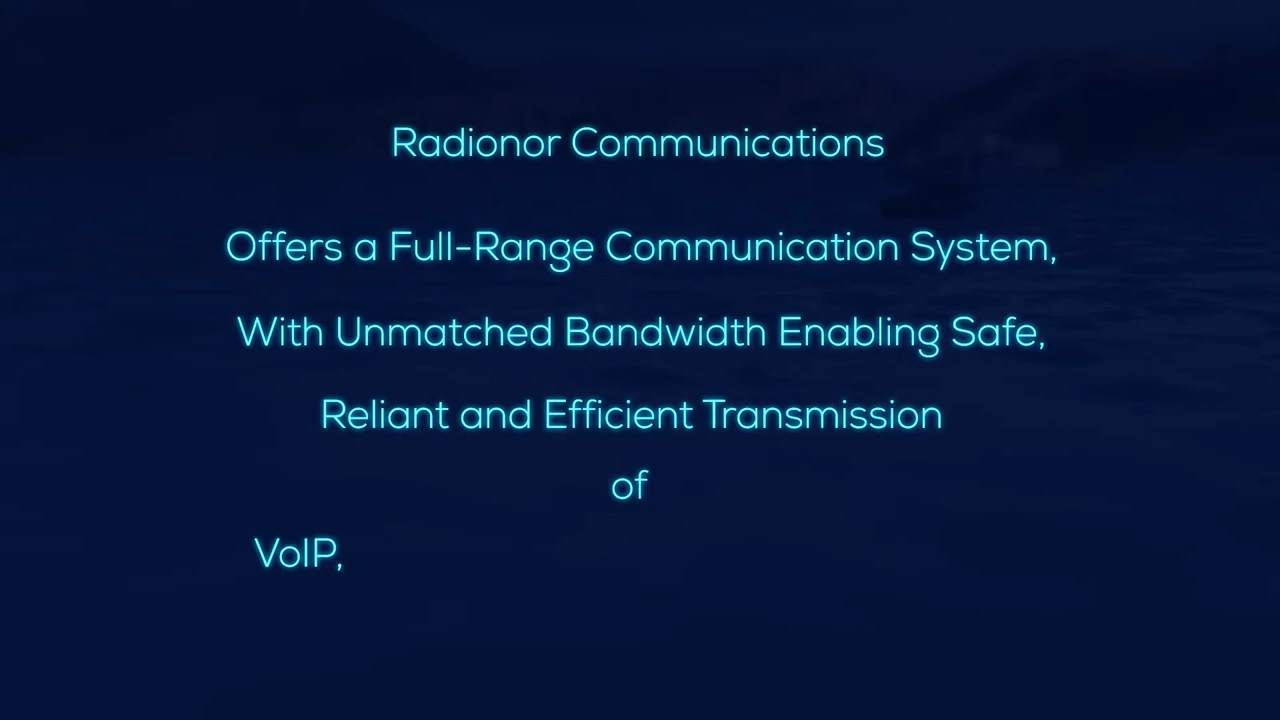 Radionor Communications
Offers a Full-Range Communication System,
With Unmatched Bandwidth Enabling Safe,
Reliant and Efficient Transmission
of
VoIP,